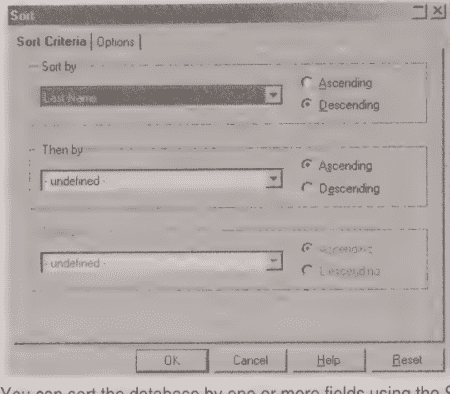 Sort
Sort Criteria Options
Sort by
Last Name
Ascending
Descending
Then by
- undefined -
Ascending
Descending
- undefined -
Ascending
Descending
OK Cancel Help Reset
You can sort the database by one or more fields using the S